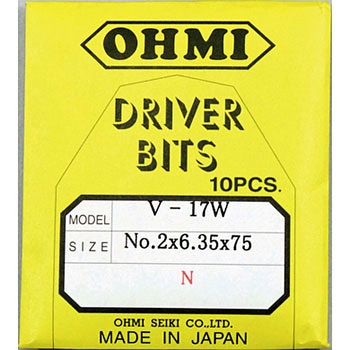 OHMI
DRIVER
BITS
10PCS.
MODEL V-17W
SIZE No.2x6.35x75
N
OHMI SEIKI CO.,LTD.
MADE IN JAPAN